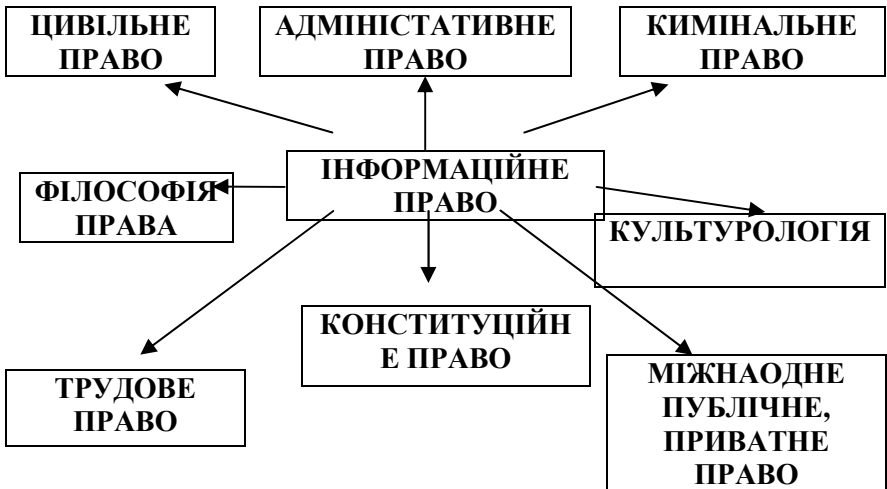 ЦИВІЛЬНЕ
ПРАВО
АДМІНІСТАТИВНЕ
ПРАВО
КИМІНАЛЬНЕ
ПРАВО
ІНФОРМАЦІЙНЕ
ПРАВО
ФІЛОСОФІЯ
ПРАВА
КУЛЬТУРОЛОГІЯ
КОНСТИТУЦІЙН
Е ПРАВО
ТРУДОВЕ
ПРАВО
МІЖНАОДНЕ
ПУБЛІЧНЕ,
ПРИВАТНЕ
ПРАВО